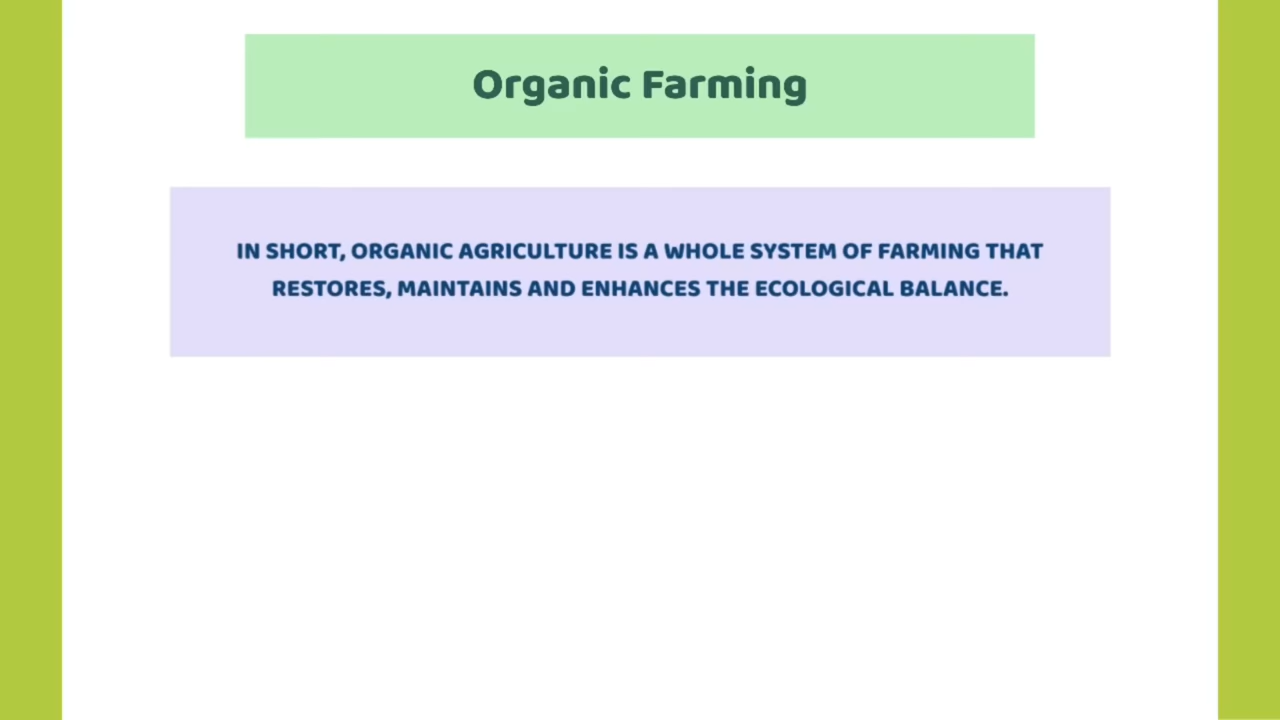 Organic Farming
IN SHORT, ORGANIC AGRICULTURE IS A WHOLE SYSTEM OF FARMING THAT
RESTORES, MAINTAINS AND ENHANCES THE ECOLOGICAL BALANCE.